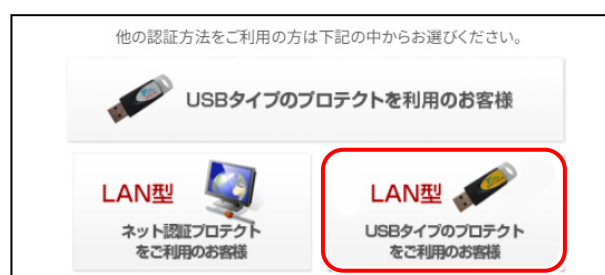 他の認証方法をご利用の方は下記の中からお選びください。
USBタイプのプロテクトを利用のお客様
LAN型
ネット認証プロテクト
をご利用のお客様
LAN型
USBタイプのプロテクト
をご利用のお客様